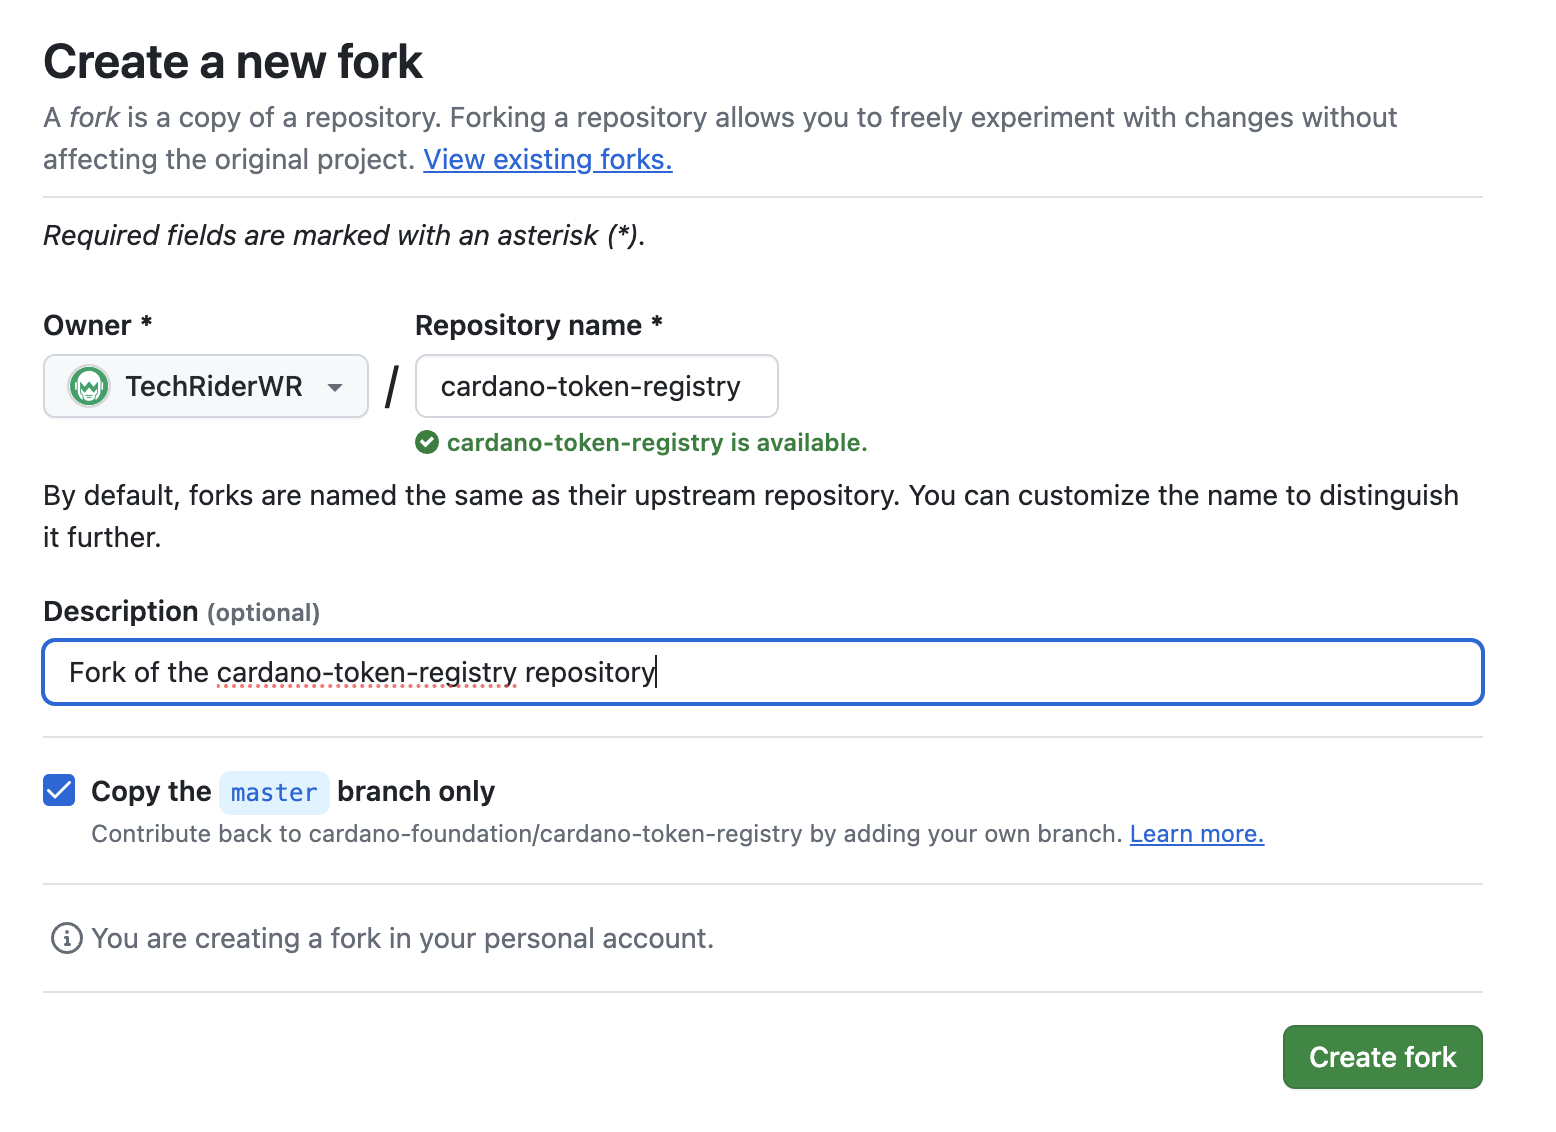 Create a new fork
A fork is a copy of a repository. Forking a repository allows you to freely experiment with changes without
affecting the original project. View existing forks.
Required fields are marked with an asterisk (*).
Owner *
Repository name *
TechRiderWR
/
cardano-token-registry
cardano-token-registry is available.
By default, forks are named the same as their upstream repository. You can customize the name to distinguish
it further.
Description (optional)
Fork of the cardano-token-registry repository
Copy the master branch only
Contribute back to cardano-foundation/cardano-token-registry by adding your own branch. Learn more.
You are creating a fork in your personal account.
Create fork